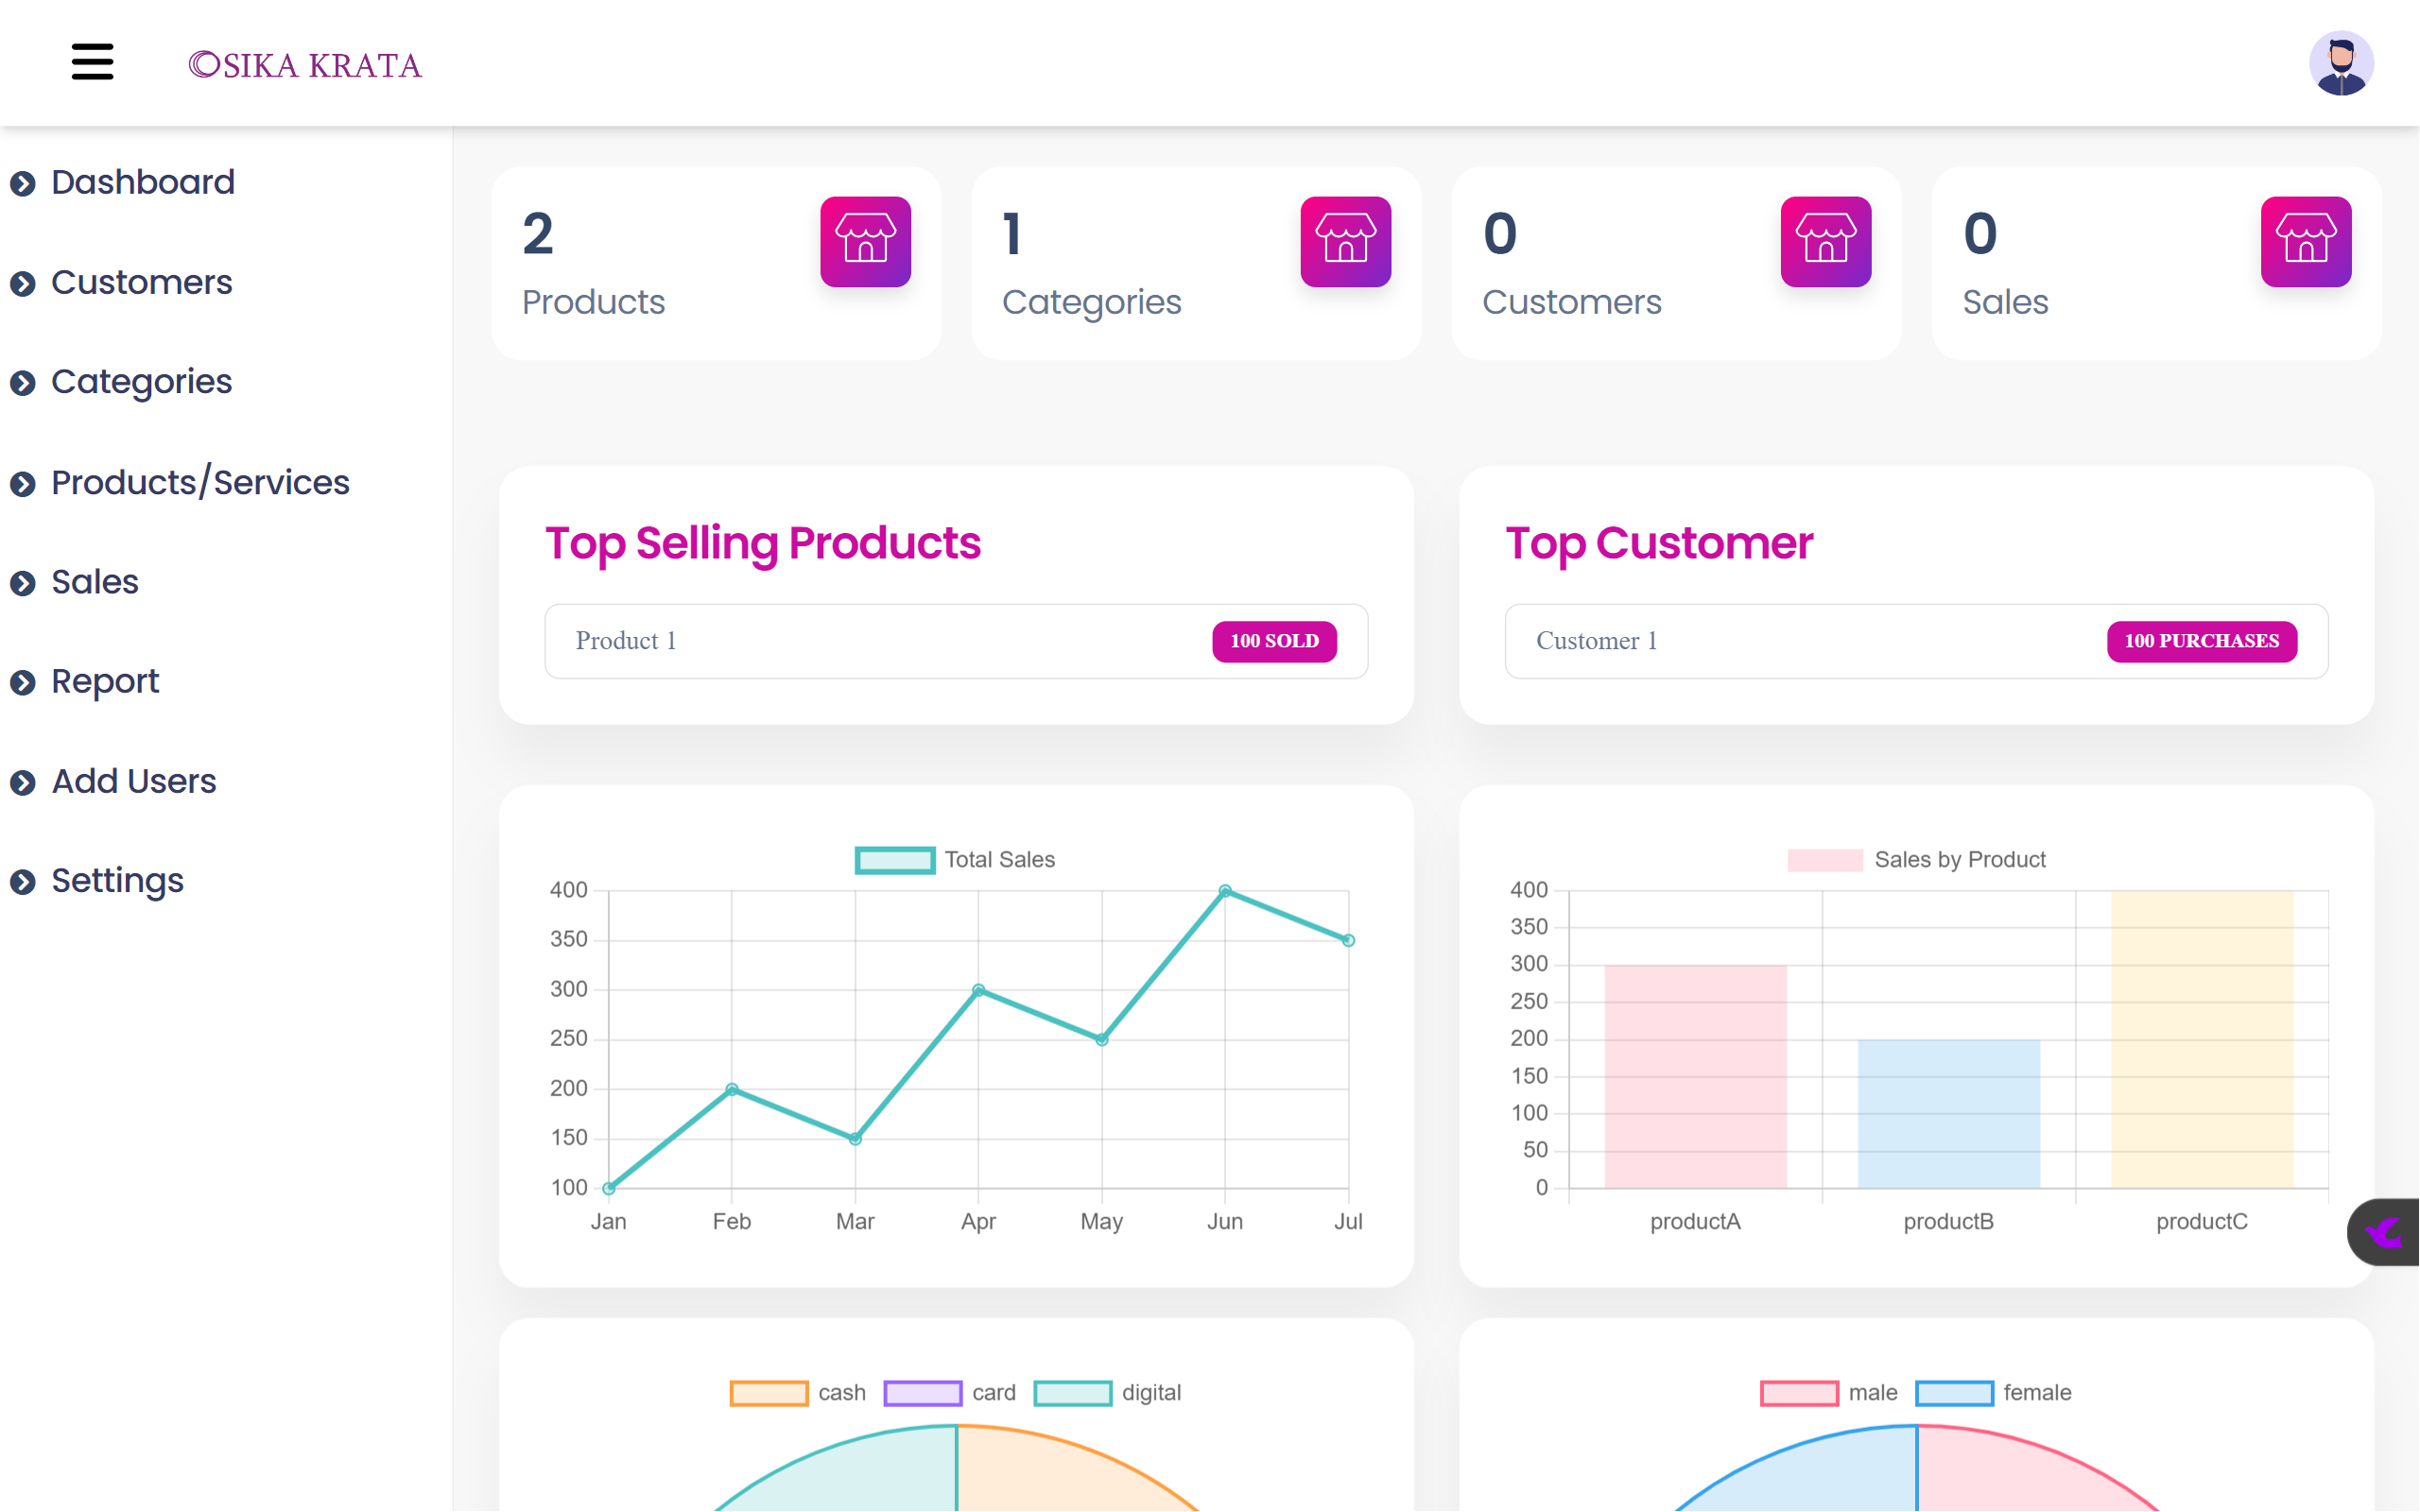 SIKA KRATA
Dashboard
Customers
Categories
Products/Services
Sales
Report
Add Users
Settings
2
Products
1
Categories
0
Customers
0
Sales
Top Selling Products
Product 1
100 SOLD
Top Customer
Customer 1
100 PURCHASES
Total Sales
400
350
300
250
200
150
100
Jan Feb Mar Apr May Jun Jul
Sales by Product
400
350
300
250
200
150
100
50
0
productA productB productC
cash card digital
male female